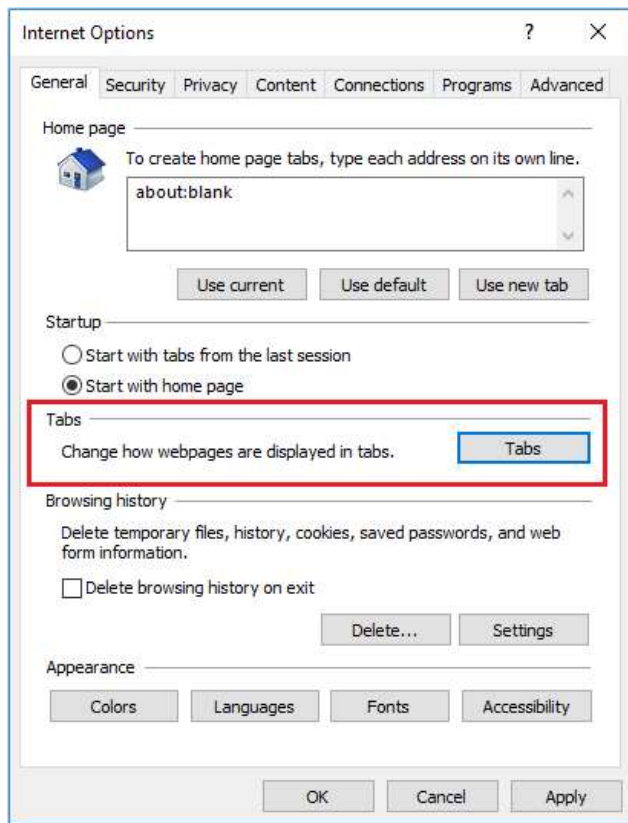 Internet Options
?
General Security Privacy Content Connections Programs Advanced
Home page
To create home page tabs, type each address on its own line.
about:blank
Use current Use default Use new tab
Startup
Start with tabs from the last session
Start with home page
Tabs
Change how webpages are displayed in tabs. Tabs
Browsing history
Delete temporary files, history, cookies, saved passwords, and web
form information.
Delete browsing history on exit
Delete... Settings
Appearance
Colors Languages Fonts Accessibility
OK Cancel Apply